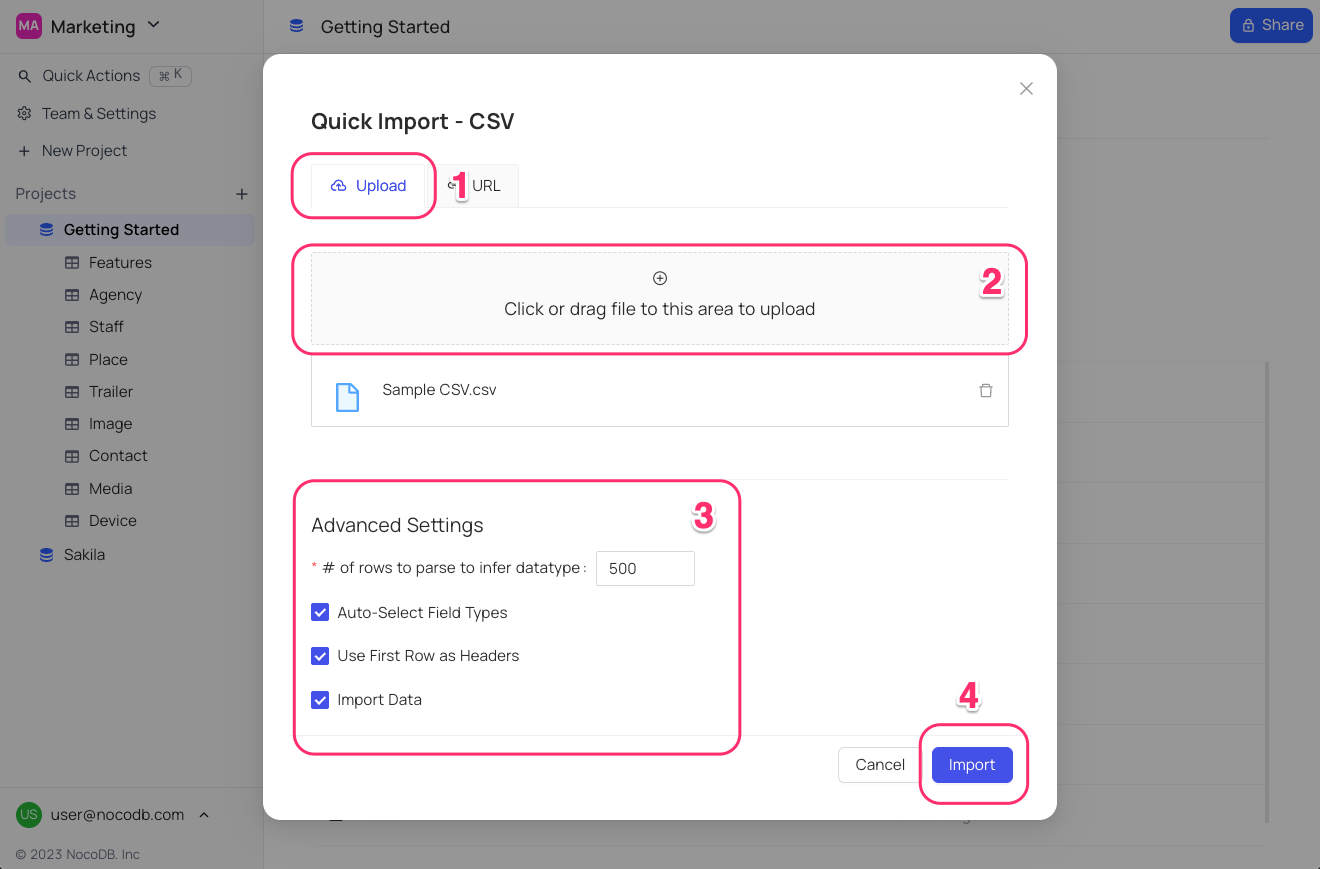 MA Marketing
Getting Started
Share
Quick Actions ⌘ K
Team & Settings
New Project
Projects
Getting Started
Features
Agency
Staff
Place
Trailer
Image
Contact
Media
Device
Sakila
US user@nocodb.com
© 2023 NocoDB. Inc
Quick Import - CSV
Upload
1
URL
2
Click or drag file to this area to upload
Sample CSV.csv
3
Advanced Settings
* # of rows to parse to infer datatype : 500
Auto-Select Field Types
Use First Row as Headers
Import Data
4
Cancel
Import